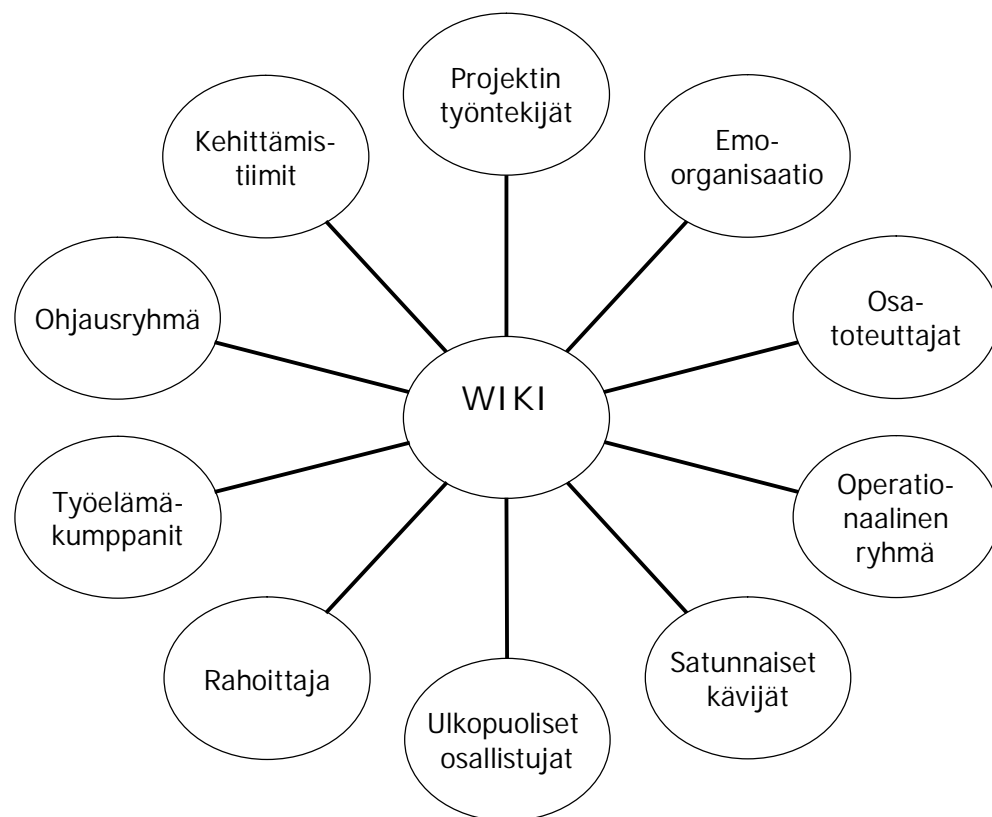 Projektin
työntekijät
Emo-
organisaatio
Osa-
toteuttajat
Operatio-
naalinen
ryhmä
Satunnaiset
kävijät
Ulkopuoliset
osallistujat
Rahoittaja
Työelämä-
kumppanit
Ohjausryhmä
Kehittämis-
tiimit
WIKI